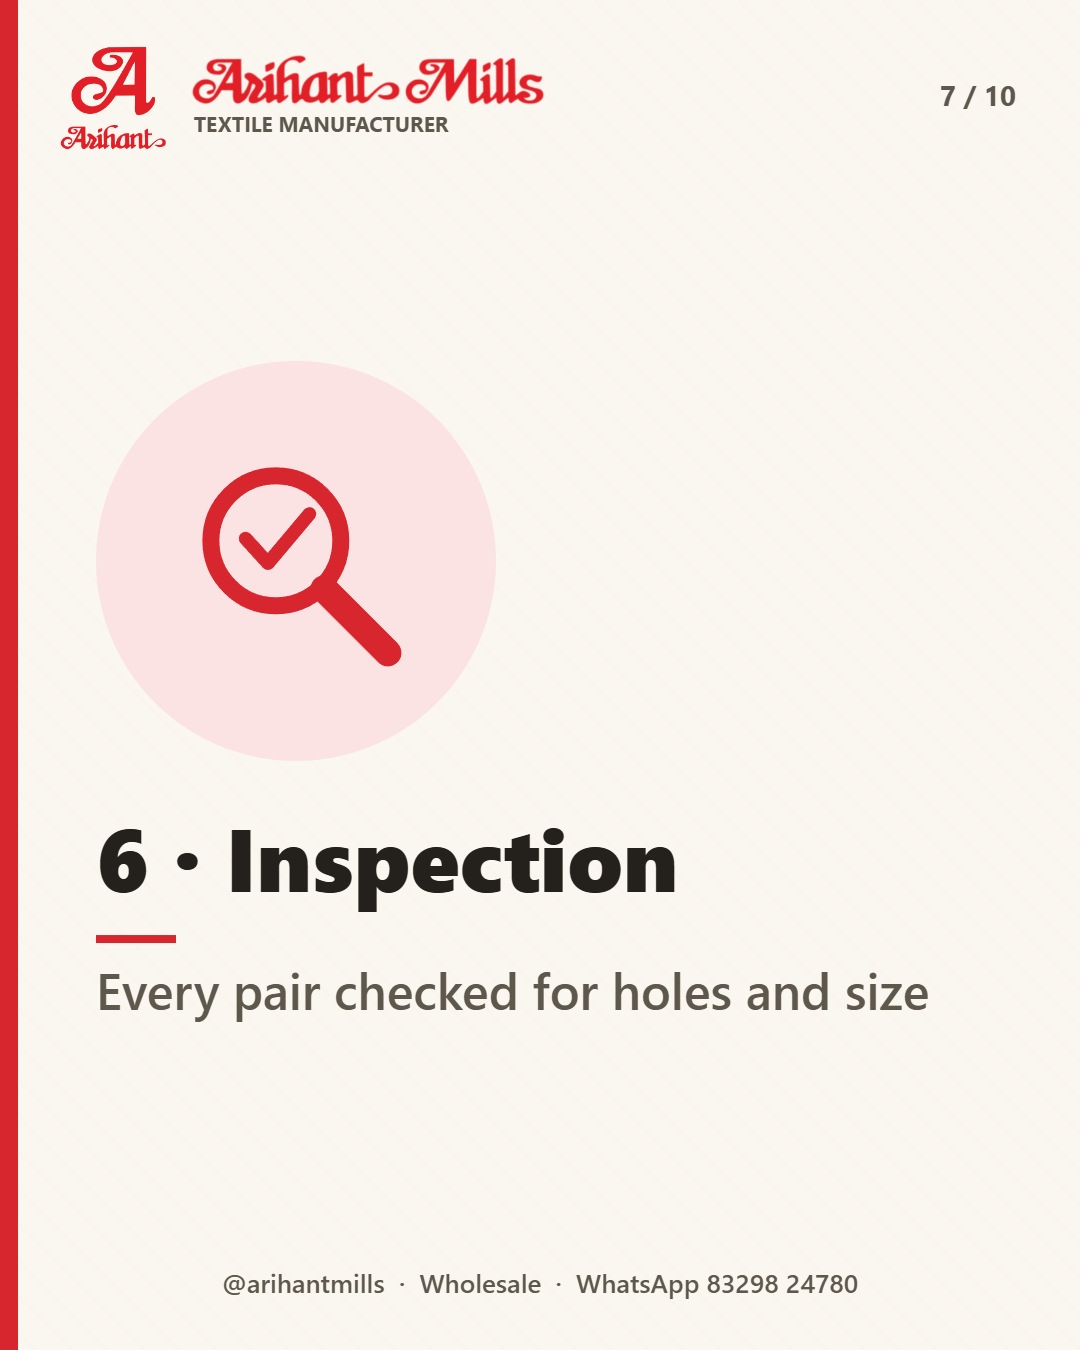 A
Arihant
Arihant Mills
TEXTILE MANUFACTURER
7 / 10
6 · Inspection
Every pair checked for holes and size
@arihantmills · Wholesale · WhatsApp 83298 24780